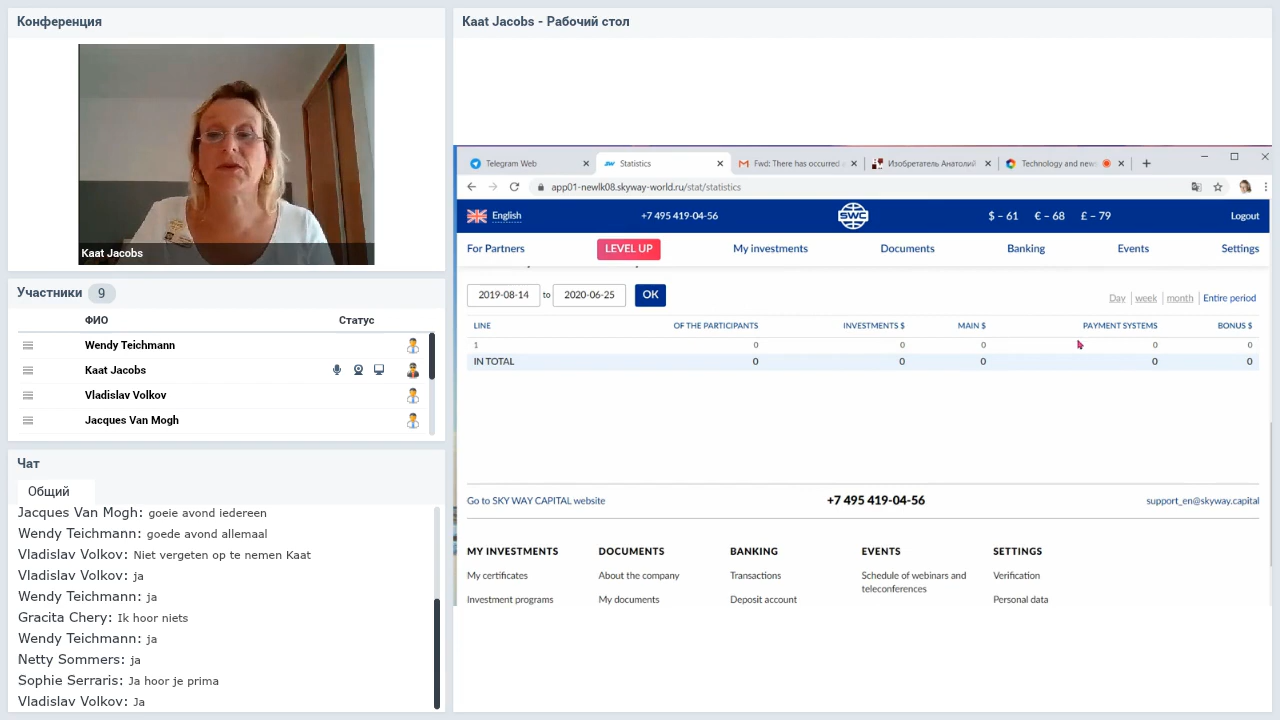 Конференция
Kaat Jacobs
Участники 9
ФИО Статус
Wendy Teichmann
Kaat Jacobs
Vladislav Volkov
Jacques Van Mogh
Чат
Общий
Jacques Van Mogh: goeie avond iedereen
Wendy Teichmann: goede avond allemaal
Vladislav Volkov: Niet vergeten op te nemen Kaat
Vladislav Volkov: ja
Wendy Teichmann: ja
Gracita Chery: Ik hoor niets
Wendy Teichmann: ja
Netty Sommers: ja
Sophie Serraris: Ja hoor je prima
Vladislav Volkov: Ja
Kaat Jacobs - Рабочий стол
Telegram Web Statistics Fwd: There has occurred Изобретатель Анатолий Technology and new
app01-newlk08.skyway-world.ru/stat/statistics
English +7 495 419-04-56 SWC $ – 61 € – 68 £ – 79 Logout
For Partners LEVEL UP My investments Documents Banking Events Settings
2019-08-14 to 2020-06-25 OK Day week month Entire period
LINE OF THE PARTICIPANTS INVESTMENTS $ MAIN $ PAYMENT SYSTEMS BONUS $
1 0 0 0 0 0
IN TOTAL 0 0 0 0 0
Go to SKY WAY CAPITAL website +7 495 419-04-56 support_en@skyway.capital
MY INVESTMENTS DOCUMENTS BANKING EVENTS SETTINGS
My certificates About the company Transactions Schedule of webinars and teleconferences Verification
Investment programs My documents Deposit account Personal data